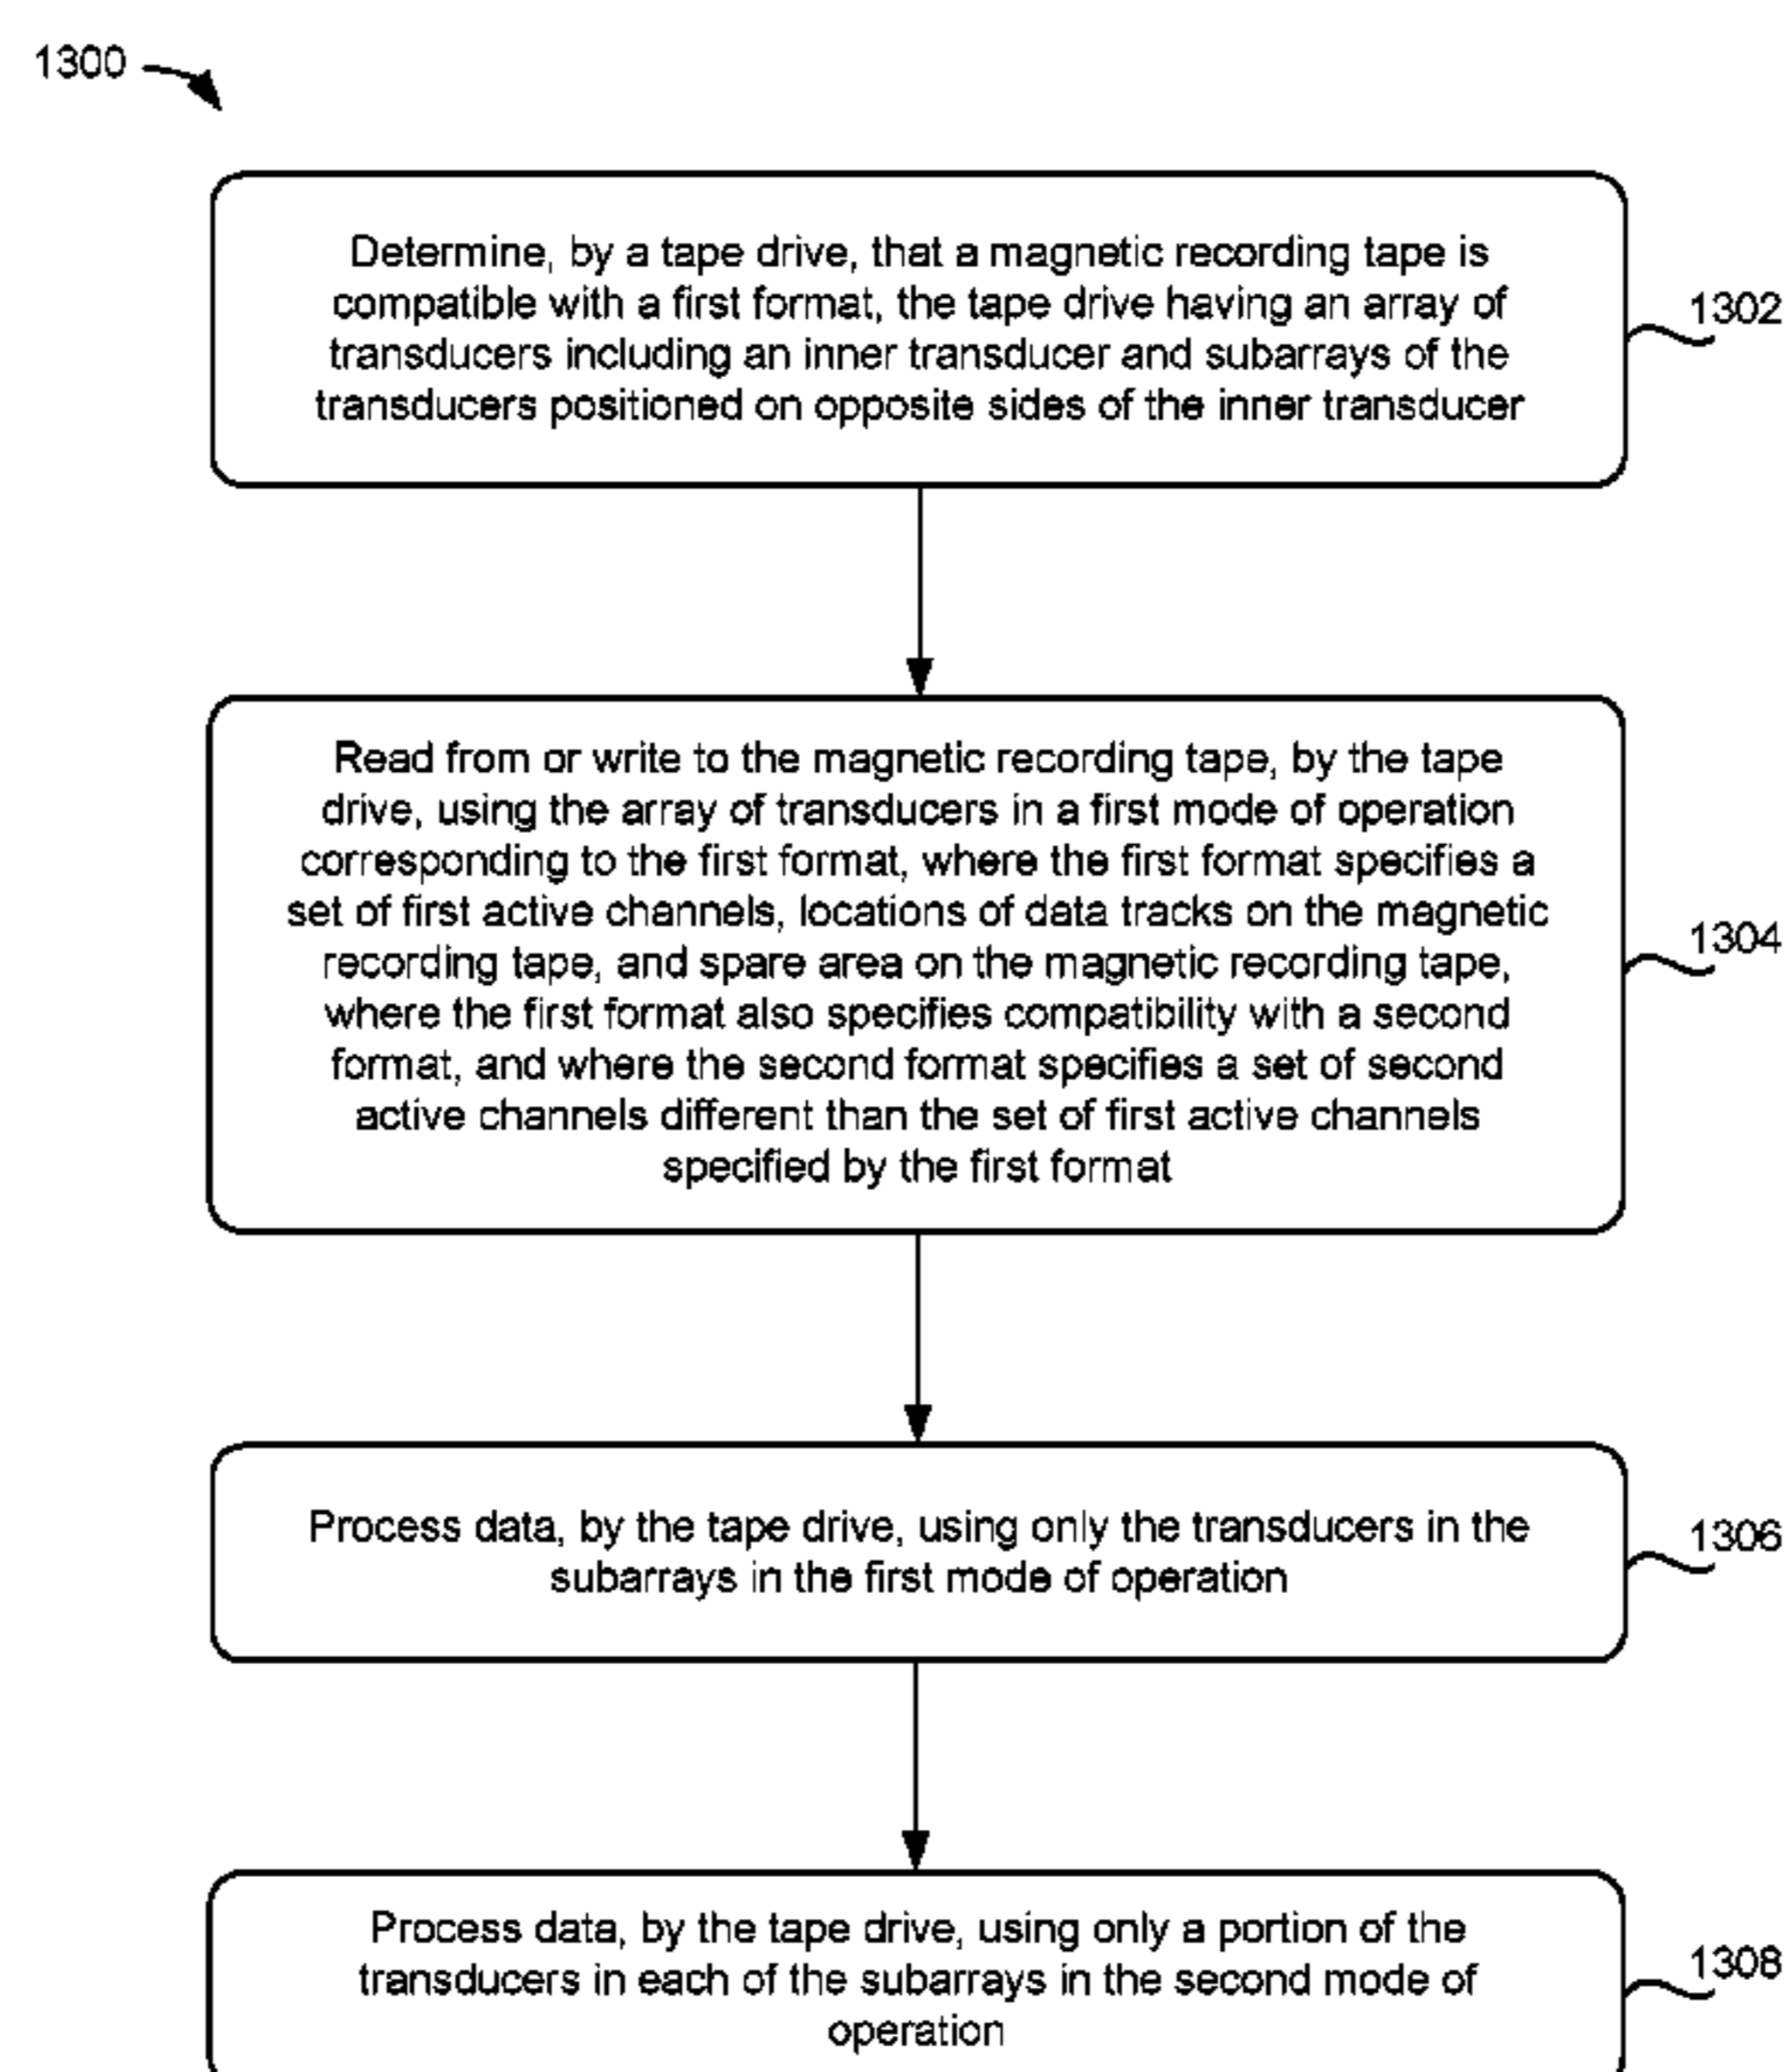 1300
Determine, by a tape drive, that a magnetic recording tape is
compatible with a first format, the tape drive having an array of
transducers including an inner transducer and subarrays of the
transducers positioned on opposite sides of the inner transducer
1302
Read from or write to the magnetic recording tape, by the tape
drive, using the array of transducers in a first mode of operation
corresponding to the first format, where the first format specifies a
set of first active channels, locations of data tracks on the magnetic
recording tape, and spare area on the magnetic recording tape,
where the first format also specifies compatibility with a second
format, and where the second format specifies a set of second
active channels different than the set of first active channels
specified by the first format
1304
Process data, by the tape drive, using only the transducers in the
subarrays in the first mode of operation
1306
Process data, by the tape drive, using only a portion of the
transducers in each of the subarrays in the second mode of
operation
1308